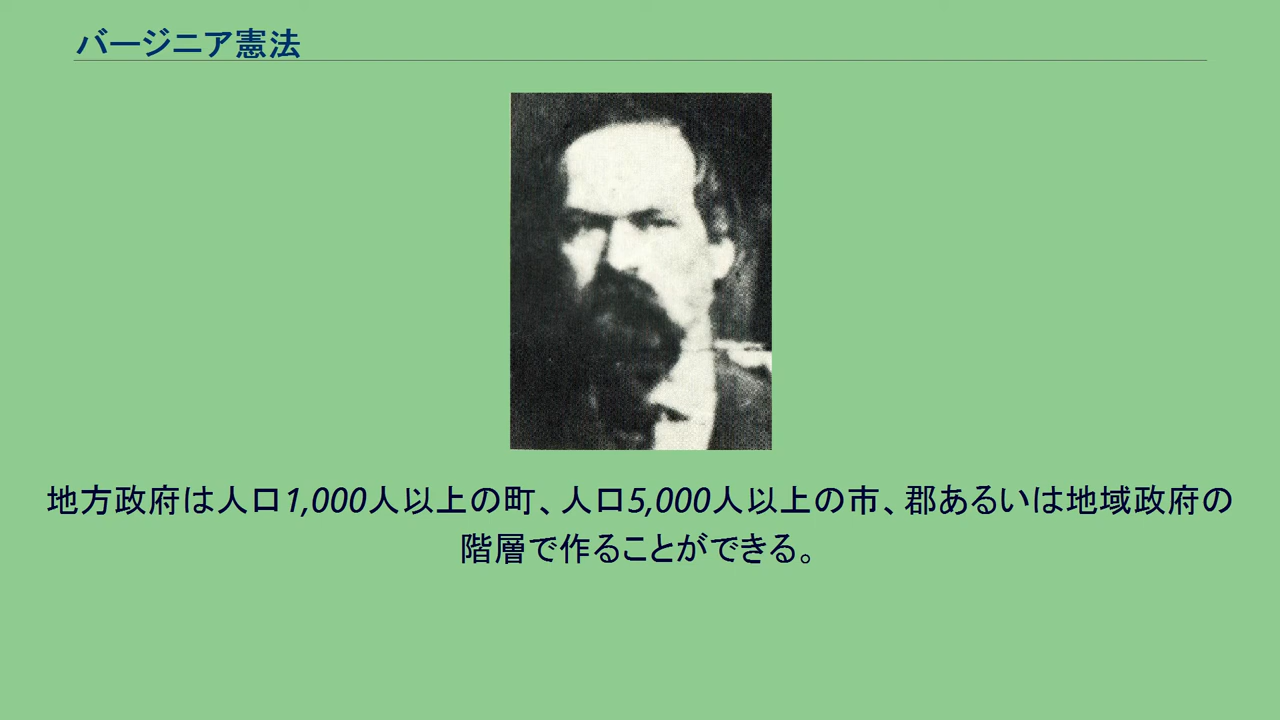 バージニア憲法
地方政府は人口1,000人以上の町、人口5,000人以上の市、郡あるいは地域政府の
階層で作ることができる。